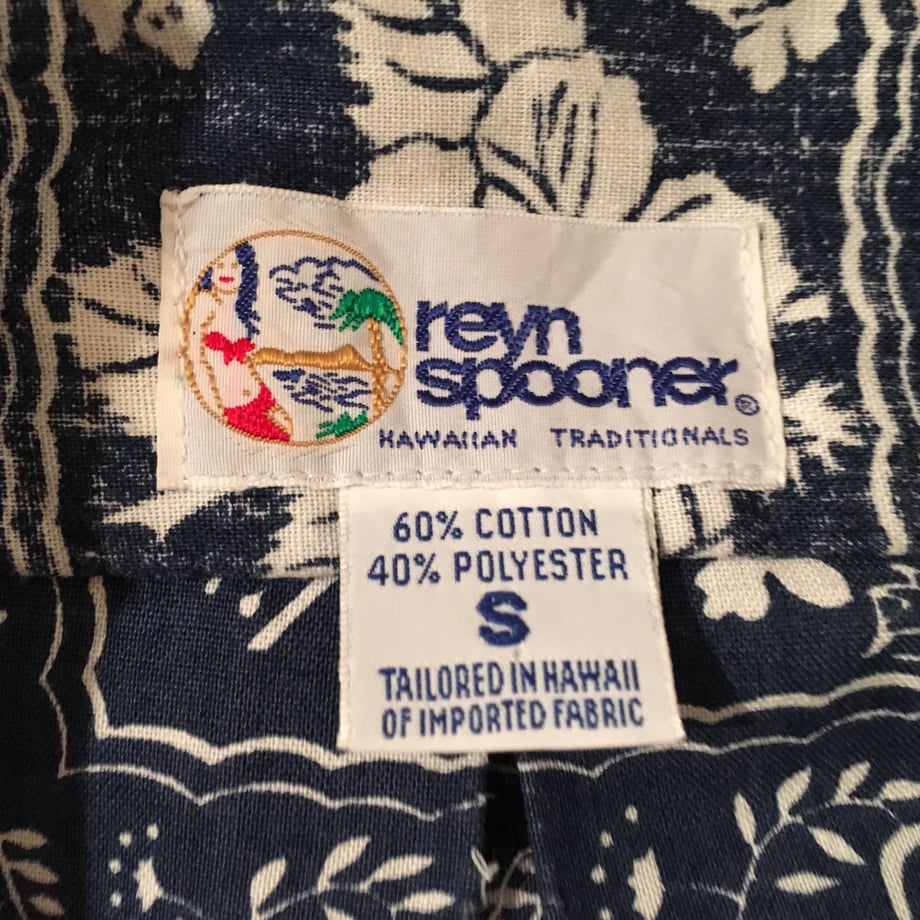 reyn
spooner®
HAWAIIAN TRADITIONALS
60% COTTON
40% POLYESTER
S
TAILORED IN HAWAII
OF IMPORTED FABRIC